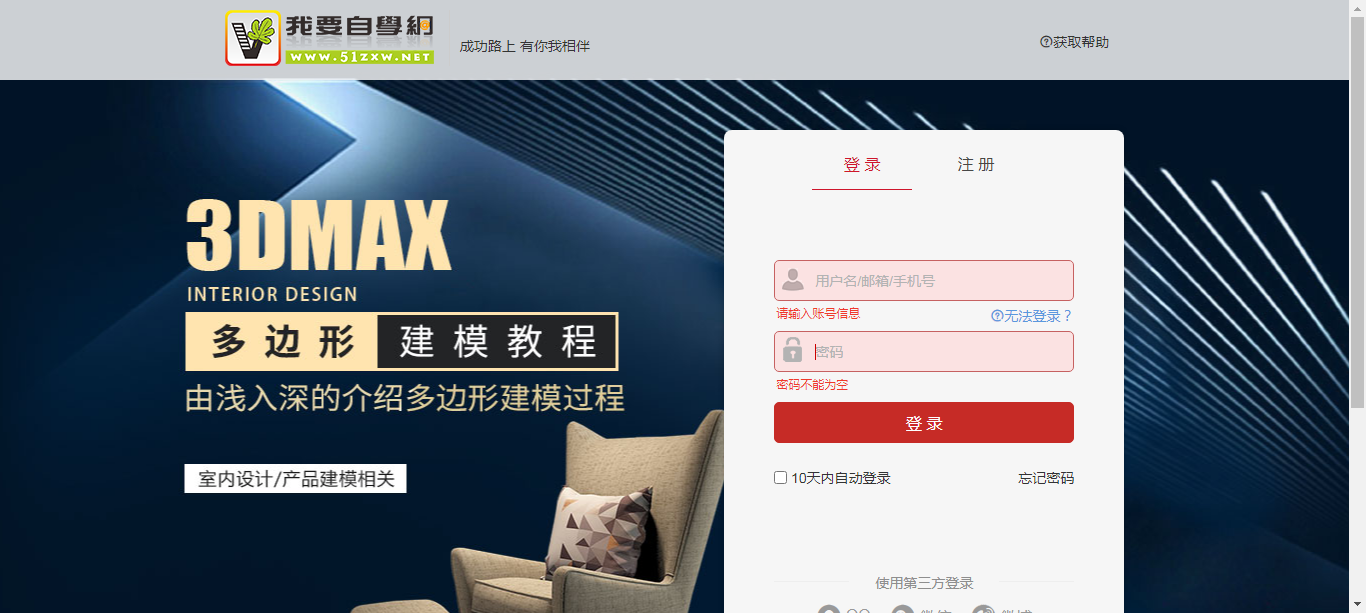 我要自學網
WWW.51ZXW.NET
成功路上 有你我相伴
获取帮助
3DMAX
INTERIOR DESIGN
多边形 建模教程
由浅入深的介绍多边形建模过程
室内设计/产品建模相关
登 录 注 册
用户名/邮箱/手机号
请输入账号信息 无法登录？
密码
密码不能为空
登 录
10天内自动登录 忘记密码
使用第三方登录